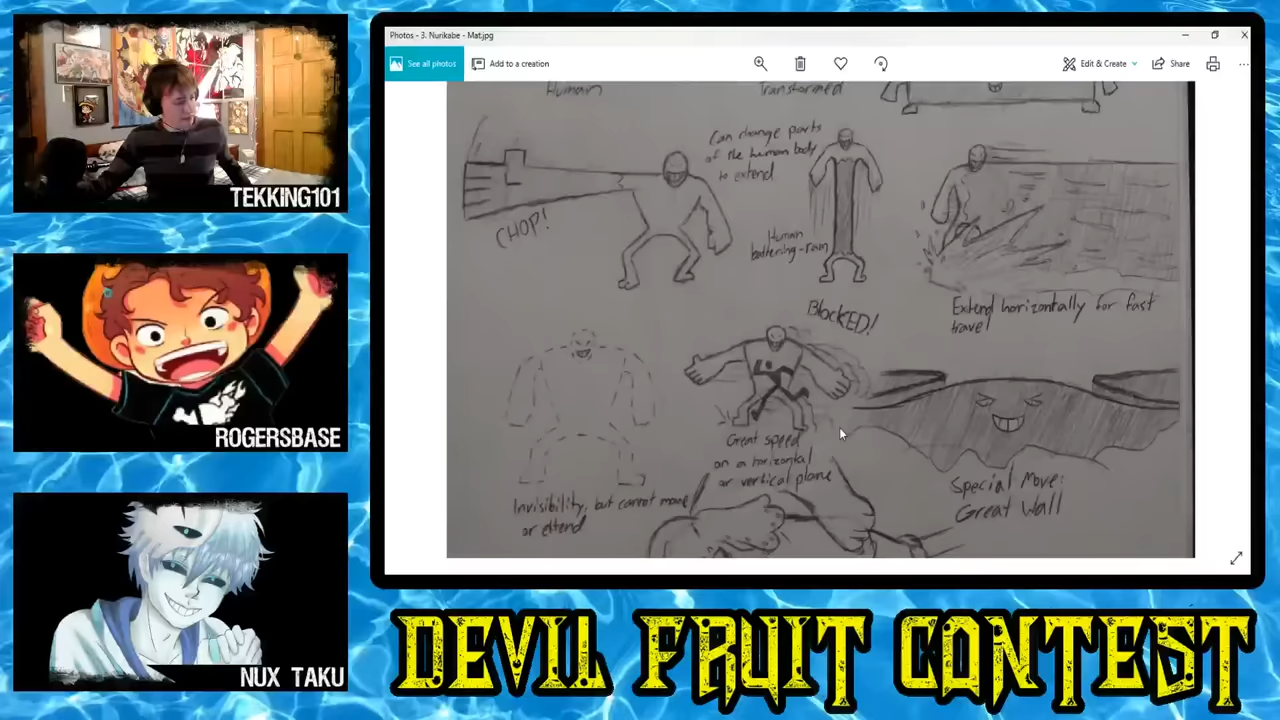 TEKKING101
ROGERSBASE
NUX TAKU
Photos - 3. Nurikabe - Mat.jpg
See all photos
Add to a creation
Edit & Create
Share
Human
Transformed
Can change parts
of the human body
to extend
CHOP!
Human
battering-ram
BLOCKED!
Extend horizontally for fast
travel
Great speed
on a horizontal
or vertical plane
Invisibility, but cannot move
or extend
Special Move:
Great Wall
DEVIL FRUIT CONTEST